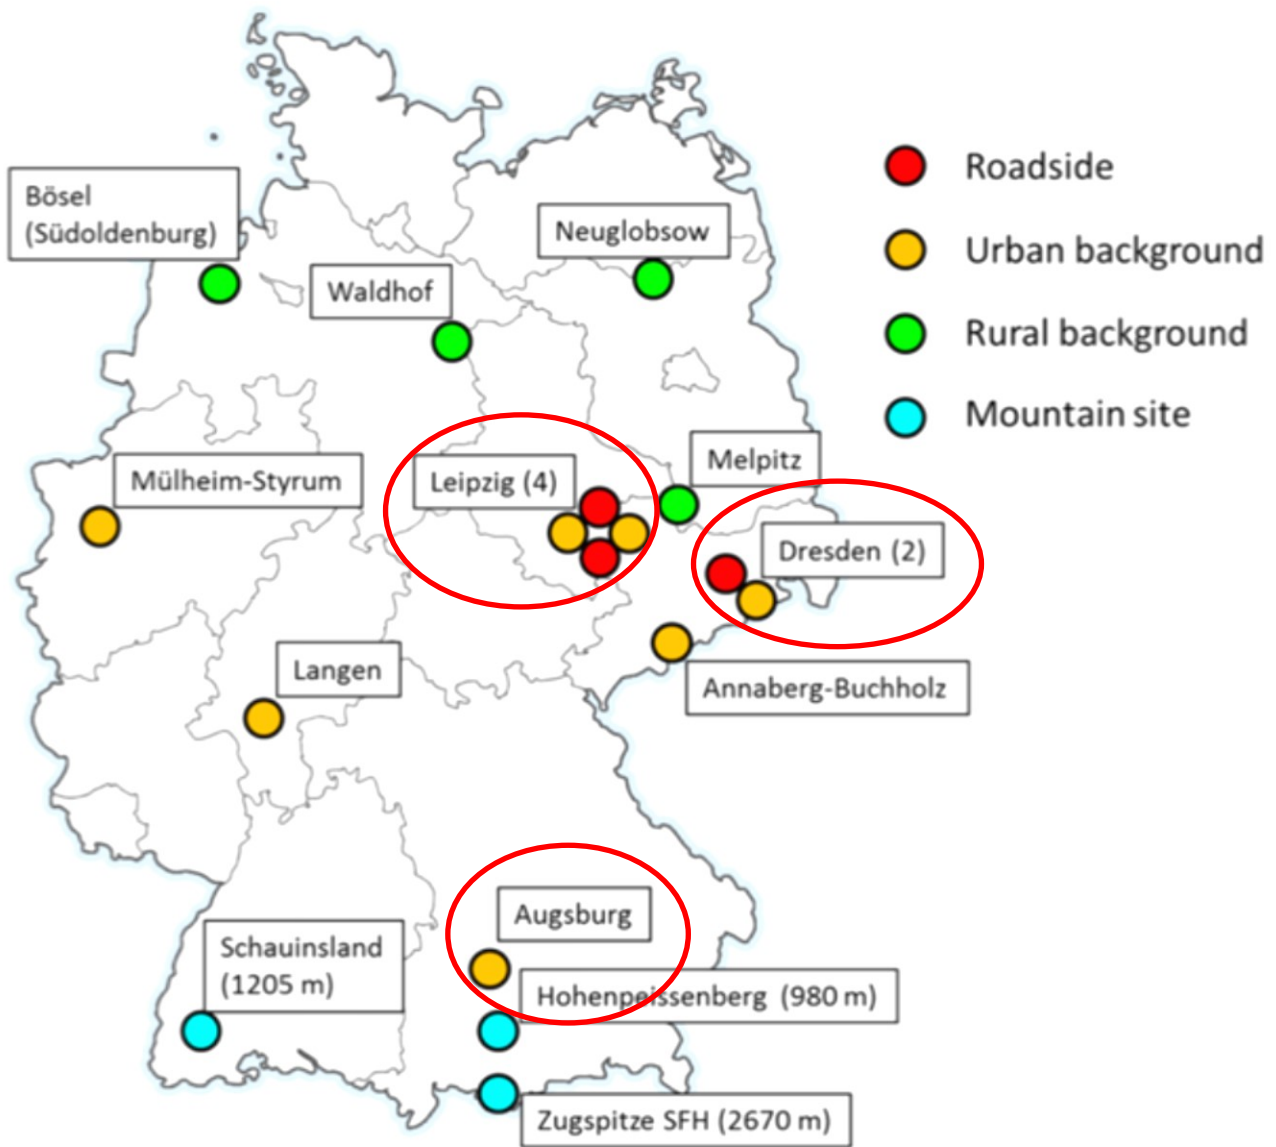 Bösel
(Südoldenburg)
Waldhof
Neuglobsow
Roadside
Urban background
Rural background
Mountain site
Mülheim-Styrum
Leipzig (4)
Melpitz
Dresden (2)
Langen
Annaberg-Buchholz
Augsburg
Schauinsland
(1205 m)
Hohenpeissenberg (980 m)
Zugspitze SFH (2670 m)